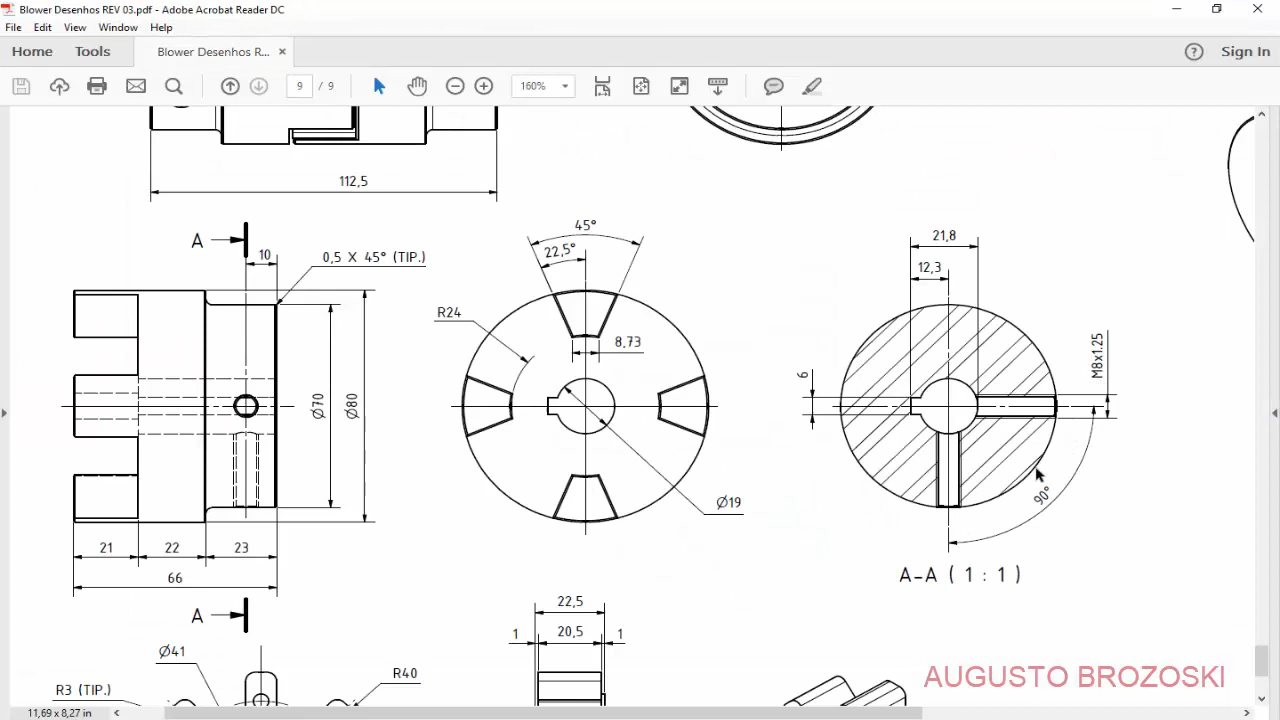 Blower Desenhos REV 03.pdf - Adobe Acrobat Reader DC
File Edit View Window Help
Home Tools Blower Desenhos R... × ? Sign In
9 / 9 160%
112,5
A
10
0,5 X 45° (TIP.)
Ø70
Ø80
21 22 23
66
A
45°
22,5°
R24
8,73
Ø19
21,8
12,3
6
M8x1.25
90°
A-A ( 1 : 1 )
22,5
1 20,5 1
Ø41
R3 (TIP.)
R40
AUGUSTO BROZOSKI
11,69 x 8,27 in